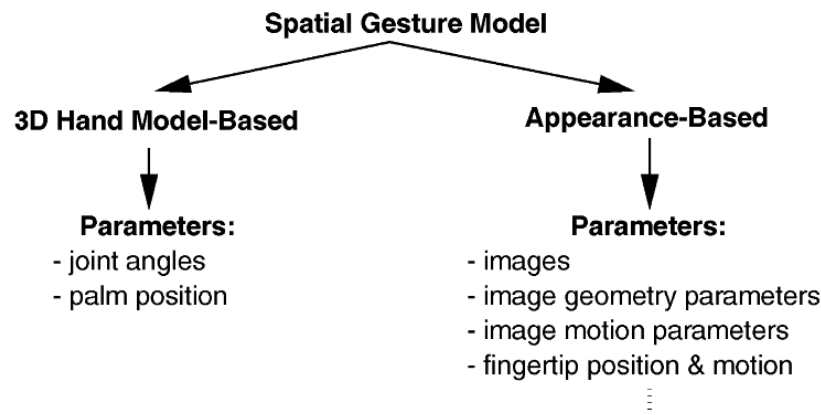 Spatial Gesture Model
3D Hand Model-Based
Appearance-Based
Parameters:
- joint angles
- palm position
Parameters:
- images
- image geometry parameters
- image motion parameters
- fingertip position & motion